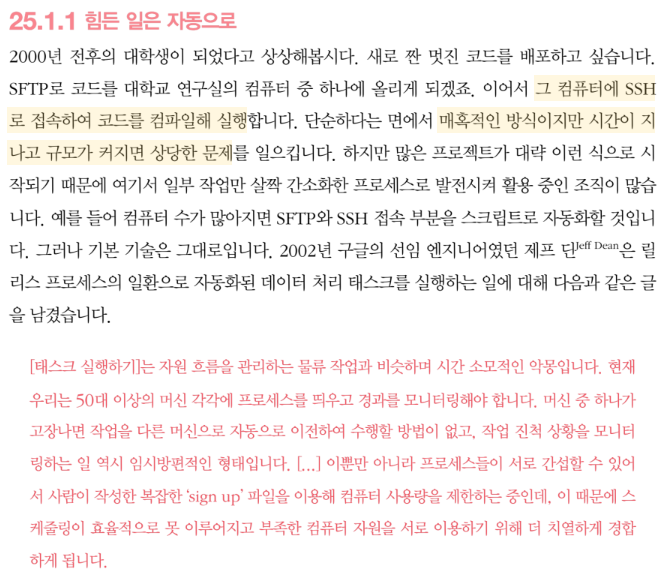 25.1.1 힘든 일은 자동으로
2000년 전후의 대학생이 되었다고 상상해봅시다. 새로 짠 멋진 코드를 배포하고 싶습니다.
SFTP로 코드를 대학교 연구실의 컴퓨터 중 하나에 올리게 되겠죠. 이어서 그 컴퓨터에 SSH
로 접속하여 코드를 컴파일해 실행합니다. 단순하다는 면에서 매혹적인 방식이지만 시간이 지
나고 규모가 커지면 상당한 문제를 일으킵니다. 하지만 많은 프로젝트가 대략 이런 식으로 시
작되기 때문에 여기서 일부 작업만 살짝 간소화한 프로세스로 발전시켜 활용 중인 조직이 많습
니다. 예를 들어 컴퓨터 수가 많아지면 SFTP와 SSH 접속 부분을 스크립트로 자동화할 것입니
다. 그러나 기본 기술은 그대로입니다. 2002년 구글의 선임 엔지니어였던 제프 딘Jeff Dean은 릴
리스 프로세스의 일환으로 자동화된 데이터 처리 태스크를 실행하는 일에 대해 다음과 같은 글
을 남겼습니다.
[태스크 실행하기]는 자원 흐름을 관리하는 물류 작업과 비슷하며 시간 소모적인 악몽입니다. 현재
우리는 50대 이상의 머신 각각에 프로세스를 띄우고 경과를 모니터링해야 합니다. 머신 중 하나가
고장나면 작업을 다른 머신으로 자동으로 이전하여 수행할 방법이 없고, 작업 진척 상황을 모니터
링하는 일 역시 임시방편적인 형태입니다. [...] 이뿐만 아니라 프로세스들이 서로 간섭할 수 있어
서 사람이 작성한 복잡한 ‘sign up’ 파일을 이용해 컴퓨터 사용량을 제한하는 중인데, 이 때문에 스
케줄링이 효율적으로 못 이루어지고 부족한 컴퓨터 자원을 서로 이용하기 위해 더 치열하게 경합
하게 됩니다.